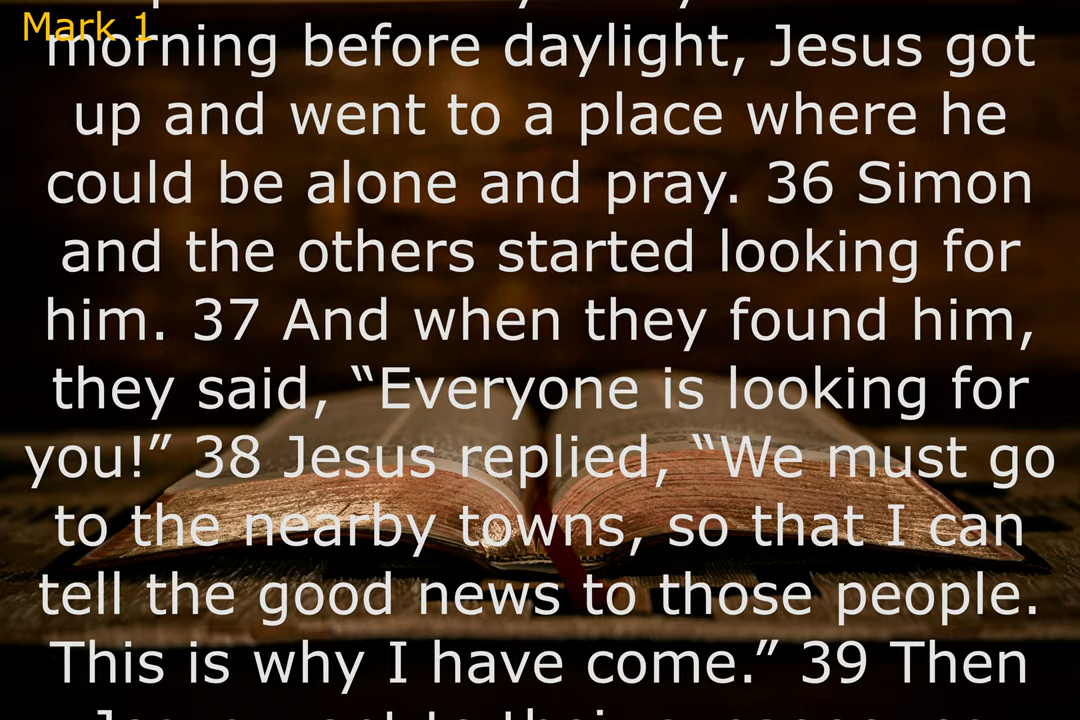 Mark 1
morning before daylight, Jesus got
up and went to a place where he
could be alone and pray. 36 Simon
and the others started looking for
him. 37 And when they found him,
they said, “Everyone is looking for
you!” 38 Jesus replied, “We must go
to the nearby towns, so that I can
tell the good news to those people.
This is why I have come.” 39 Then